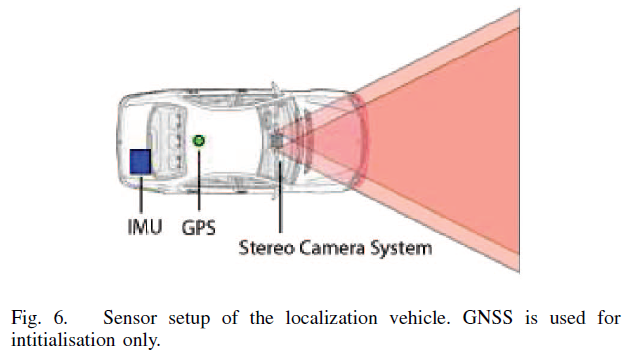 IMU GPS
Stereo Camera System
Fig. 6. Sensor setup of the localization vehicle. GNSS is used for
intitialisation only.